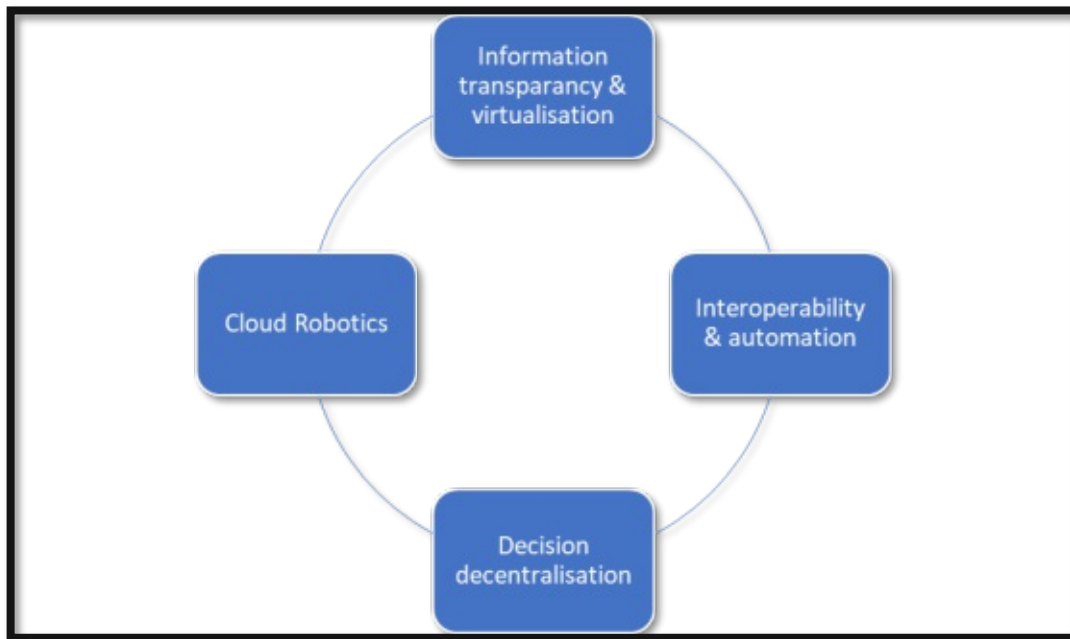 Information
transparancy &
virtualisation
Cloud Robotics
Interoperability
& automation
Decision
decentralisation